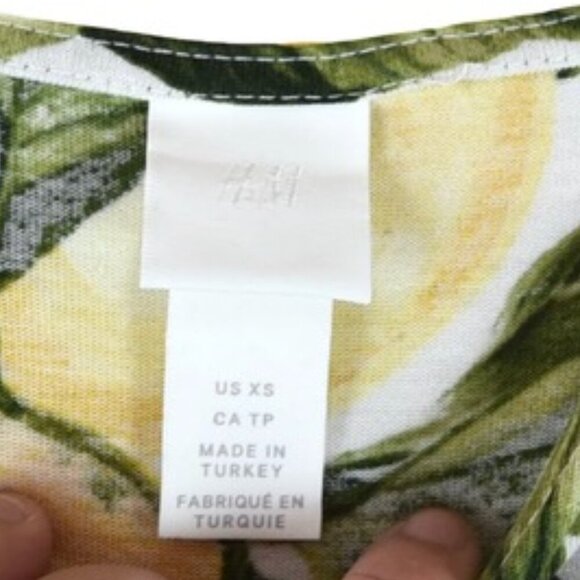 H&M
US XS
CA TP
MADE IN
TURKEY
FABRIQUÉ EN
TURQUIE